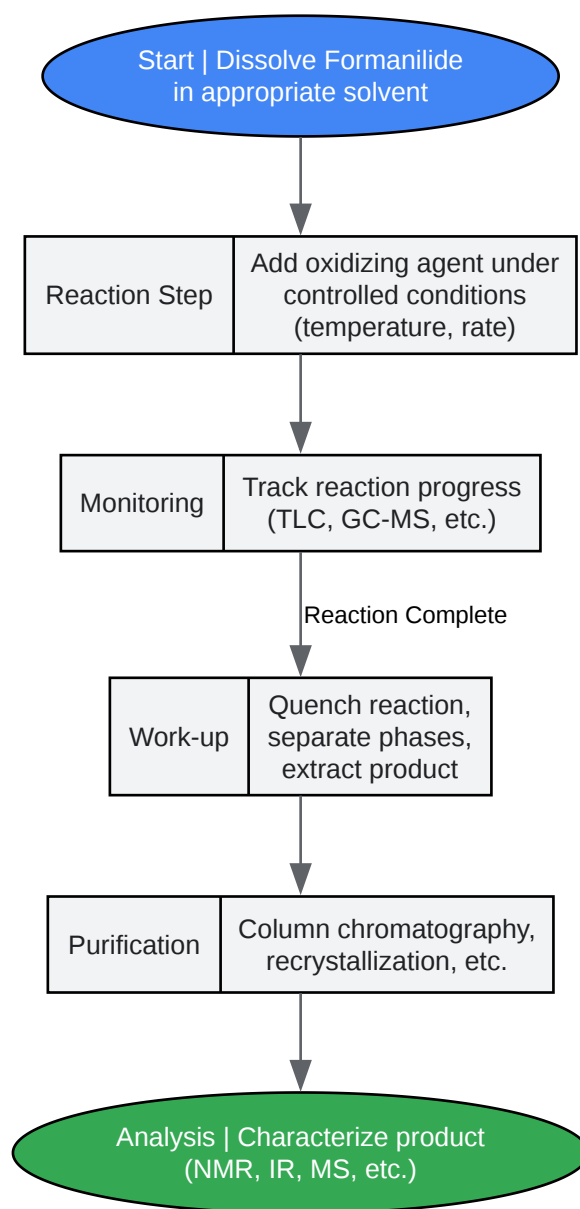 Start | Dissolve Formanilide
in appropriate solvent
Reaction Step
Add oxidizing agent under
controlled conditions
(temperature, rate)
Monitoring
Track reaction progress
(TLC, GC-MS, etc.)
Reaction Complete
Work-up
Quench reaction,
separate phases,
extract product
Purification
Column chromatography,
recrystallization, etc.
Analysis | Characterize product
(NMR, IR, MS, etc.)